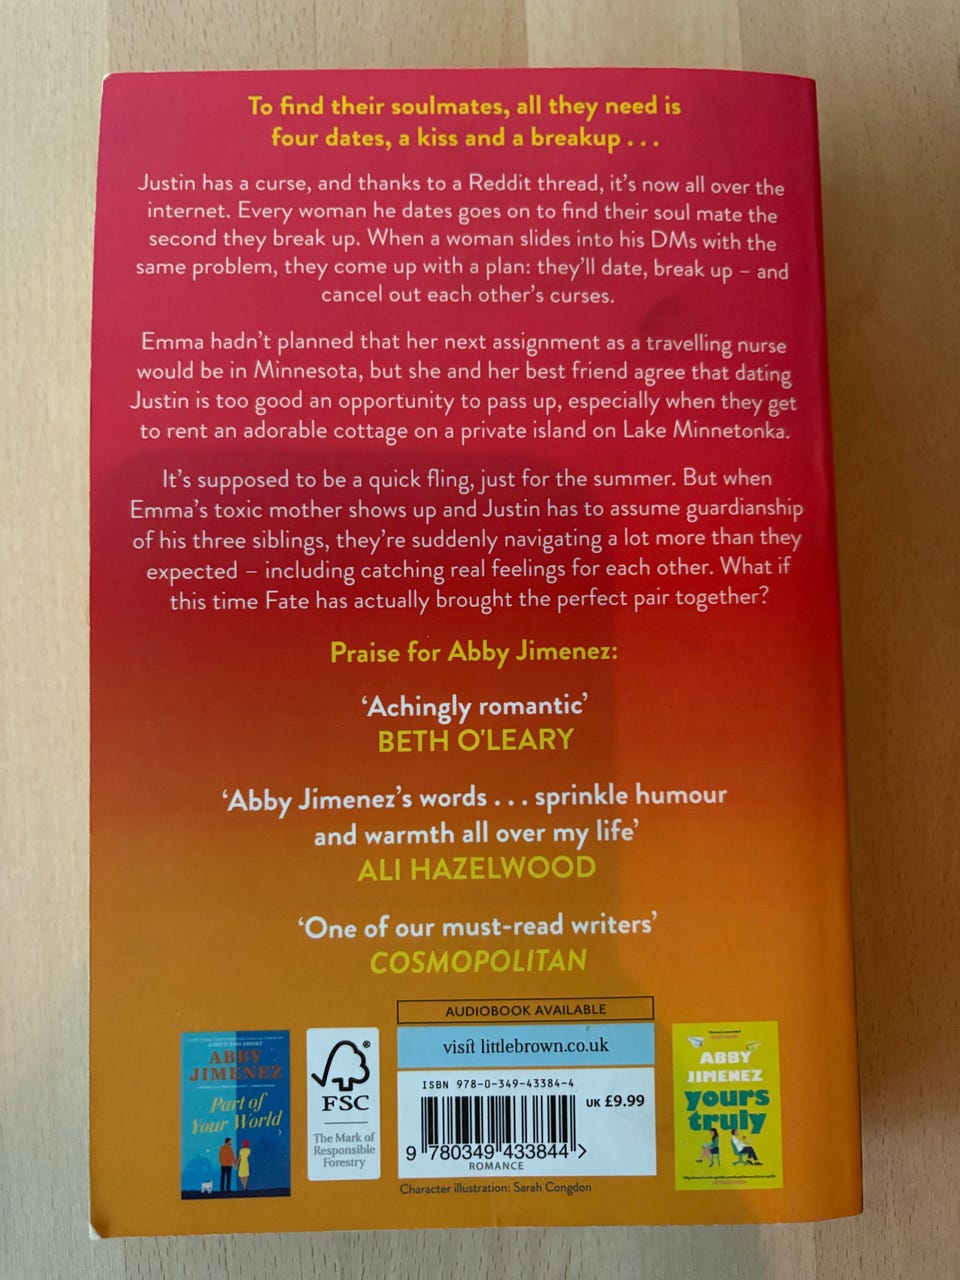 To find their soulmates, all they need is
four dates, a kiss and a breakup . . .
Justin has a curse, and thanks to a Reddit thread, it’s now all over the
internet. Every woman he dates goes on to find their soul mate the
second they break up. When a woman slides into his DMs with the
same problem, they come up with a plan: they’ll date, break up – and
cancel out each other’s curses.
Emma hadn’t planned that her next assignment as a travelling nurse
would be in Minnesota, but she and her best friend agree that dating
Justin is too good an opportunity to pass up, especially when they get
to rent an adorable cottage on a private island on Lake Minnetonka.
It’s supposed to be a quick fling, just for the summer. But when
Emma’s toxic mother shows up and Justin has to assume guardianship
of his three siblings, they’re suddenly navigating a lot more than they
expected – including catching real feelings for each other. What if
this time Fate has actually brought the perfect pair together?
Praise for Abby Jimenez:
‘Achingly romantic’
BETH O’LEARY
‘Abby Jimenez’s words . . . sprinkle humour
and warmth all over my life’
ALI HAZELWOOD
‘One of our must-read writers’
COSMOPOLITAN
AUDIOBOOK AVAILABLE
visit littlebrown.co.uk
ISBN 978-0-349-43384-4
UK £9.99
9 780349 433844 >
ROMANCE
Character illustration: Sarah Congdon
ABBY
JIMENEZ
Part of
Your World
FSC
®
The Mark of
Responsible
Forestry
ABBY
JIMENEZ
yours
truly